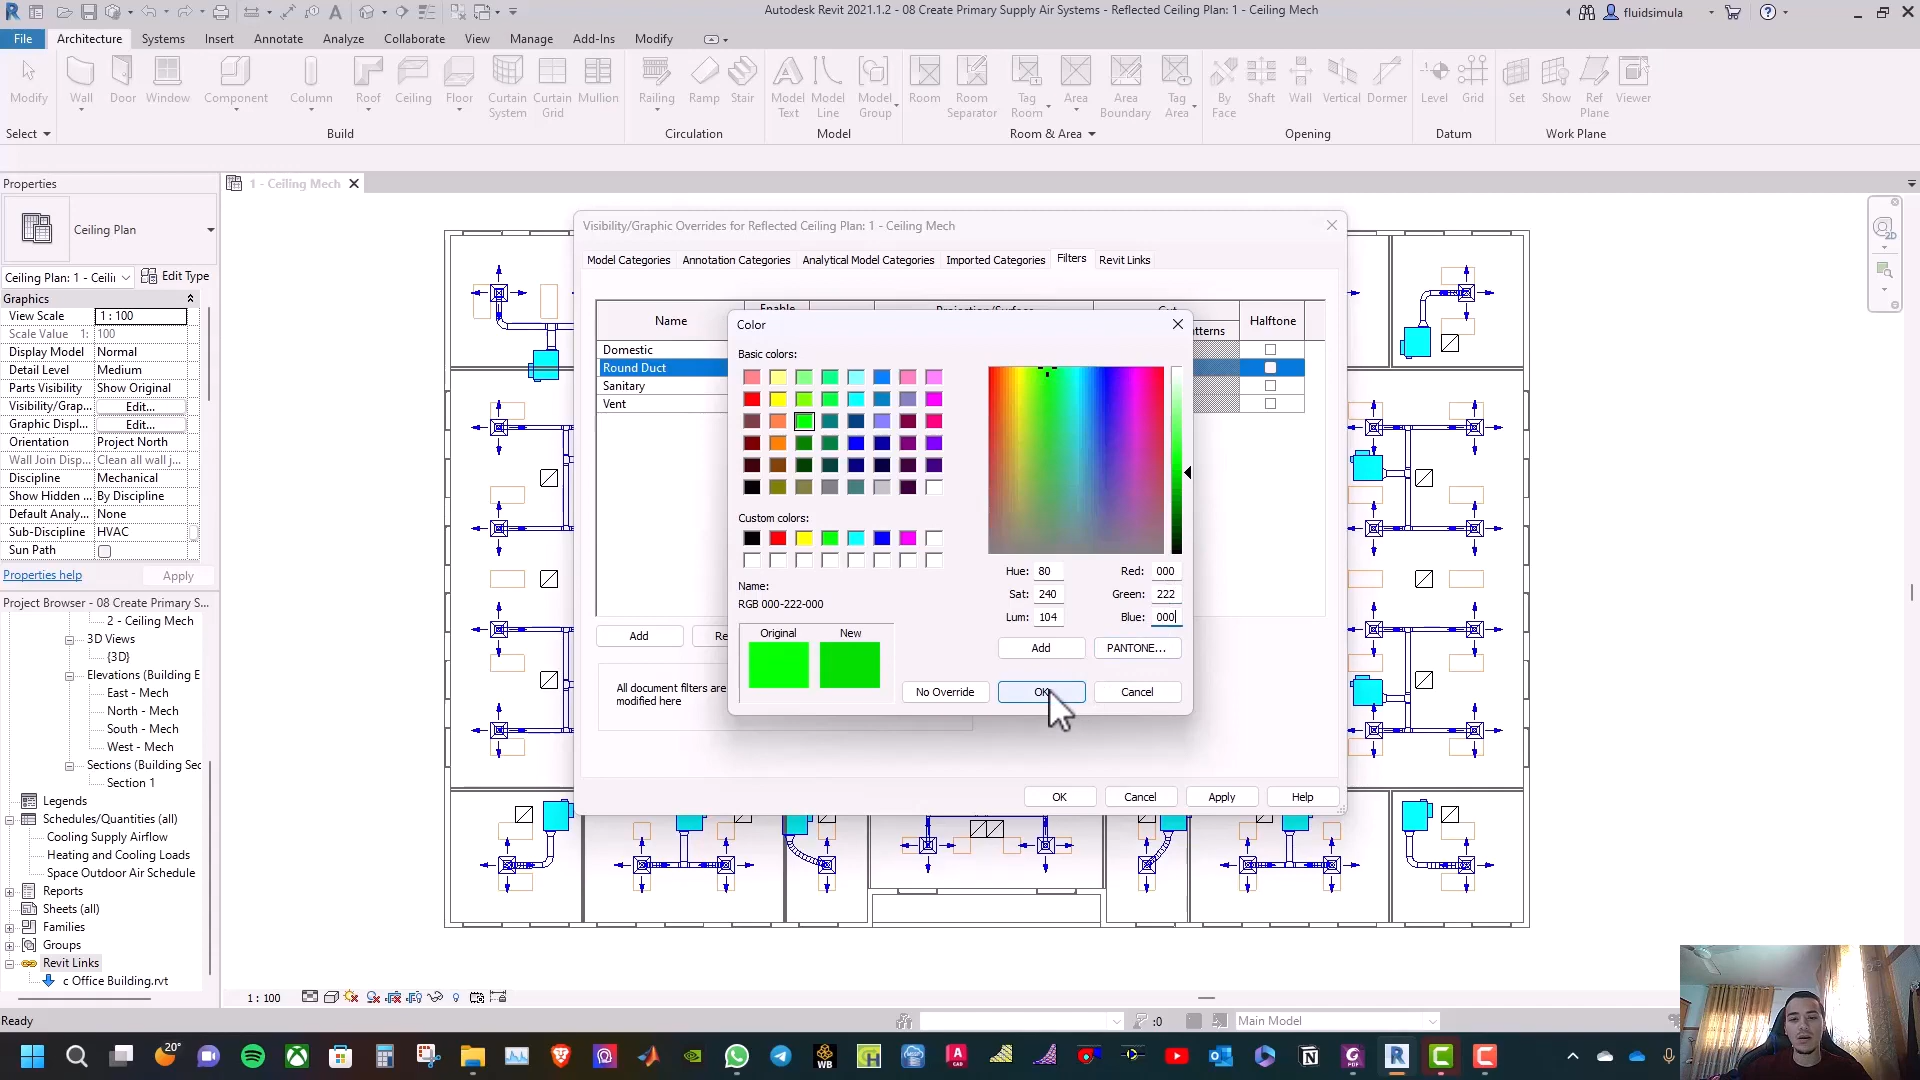 Autodesk Revit 2021.1.2 - 08 Create Primary Supply Air Systems - Reflected Ceiling Plan: 1 - Ceiling Mech
fluidsimula
File Architecture Systems Insert Annotate Analyze Collaborate View Manage Add-Ins Modify
Modify Wall Door Window Component Column Roof Ceiling Floor Curtain System Curtain Grid Mullion Railing Ramp Stair Model Text Model Line Model Group Room Room Separator Tag Room Area Area Boundary Tag Area By Face Shaft Wall Vertical Dormer Level Grid Set Show Ref Plane Viewer
Select Build Circulation Model Room & Area Opening Datum Work Plane
Properties
1 - Ceiling Mech
Ceiling Plan
Ceiling Plan: 1 - Ceili Edit Type
Graphics
View Scale 1 : 100
Scale Value 1: 100
Display Model Normal
Detail Level Medium
Parts Visibility Show Original
Visibility/Grap... Edit...
Graphic Displ... Edit...
Orientation Project North
Wall Join Disp... Clean all wall j...
Discipline Mechanical
Show Hidden ... By Discipline
Default Analy... None
Sub-Discipline HVAC
Sun Path
Properties help Apply
Project Browser - 08 Create Primary S...
2 - Ceiling Mech
3D Views
{3D}
Elevations (Building E
East - Mech
North - Mech
South - Mech
West - Mech
Sections (Building Sec
Section 1
Legends
Schedules/Quantities (all)
Cooling Supply Airflow
Heating and Cooling Loads
Space Outdoor Air Schedule
Reports
Sheets (all)
Families
Groups
Revit Links
c Office Building.rvt
Visibility/Graphic Overrides for Reflected Ceiling Plan: 1 - Ceiling Mech
Model Categories Annotation Categories Analytical Model Categories Imported Categories Filters Revit Links
Name Halftone
tterns
Domestic
Round Duct
Sanitary
Vent
Add Re
All document filters are
modified here
OK Cancel Apply Help
Color
Basic colors:
Custom colors:
Name:
RGB 000-222-000
Original New
Hue: 80 Red: 000
Sat: 240 Green: 222
Lum: 104 Blue: 000
Add PANTONE...
No Override OK Cancel
1 : 100
Ready :0 Main Model
20°